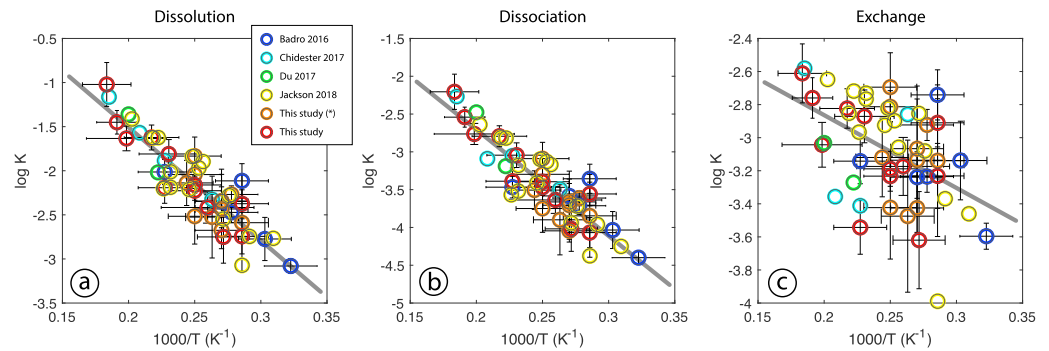 Dissolution
Dissociation
Exchange
-0.5
-1
-1.5
-2
-2.5
-3
-3.5
log K
0.15
0.2
0.25
0.3
0.35
1000/T (K-1)
a
Badro 2016
Chidester 2017
Du 2017
Jackson 2018
This study (*)
This study
-1.5
-2
-2.5
-3
-3.5
-4
-4.5
-5
log K
0.15
0.2
0.25
0.3
0.35
1000/T (K-1)
b
-2.4
-2.6
-2.8
-3
-3.2
-3.4
-3.6
-3.8
-4
log K
0.15
0.2
0.25
0.3
0.35
1000/T (K-1)
c